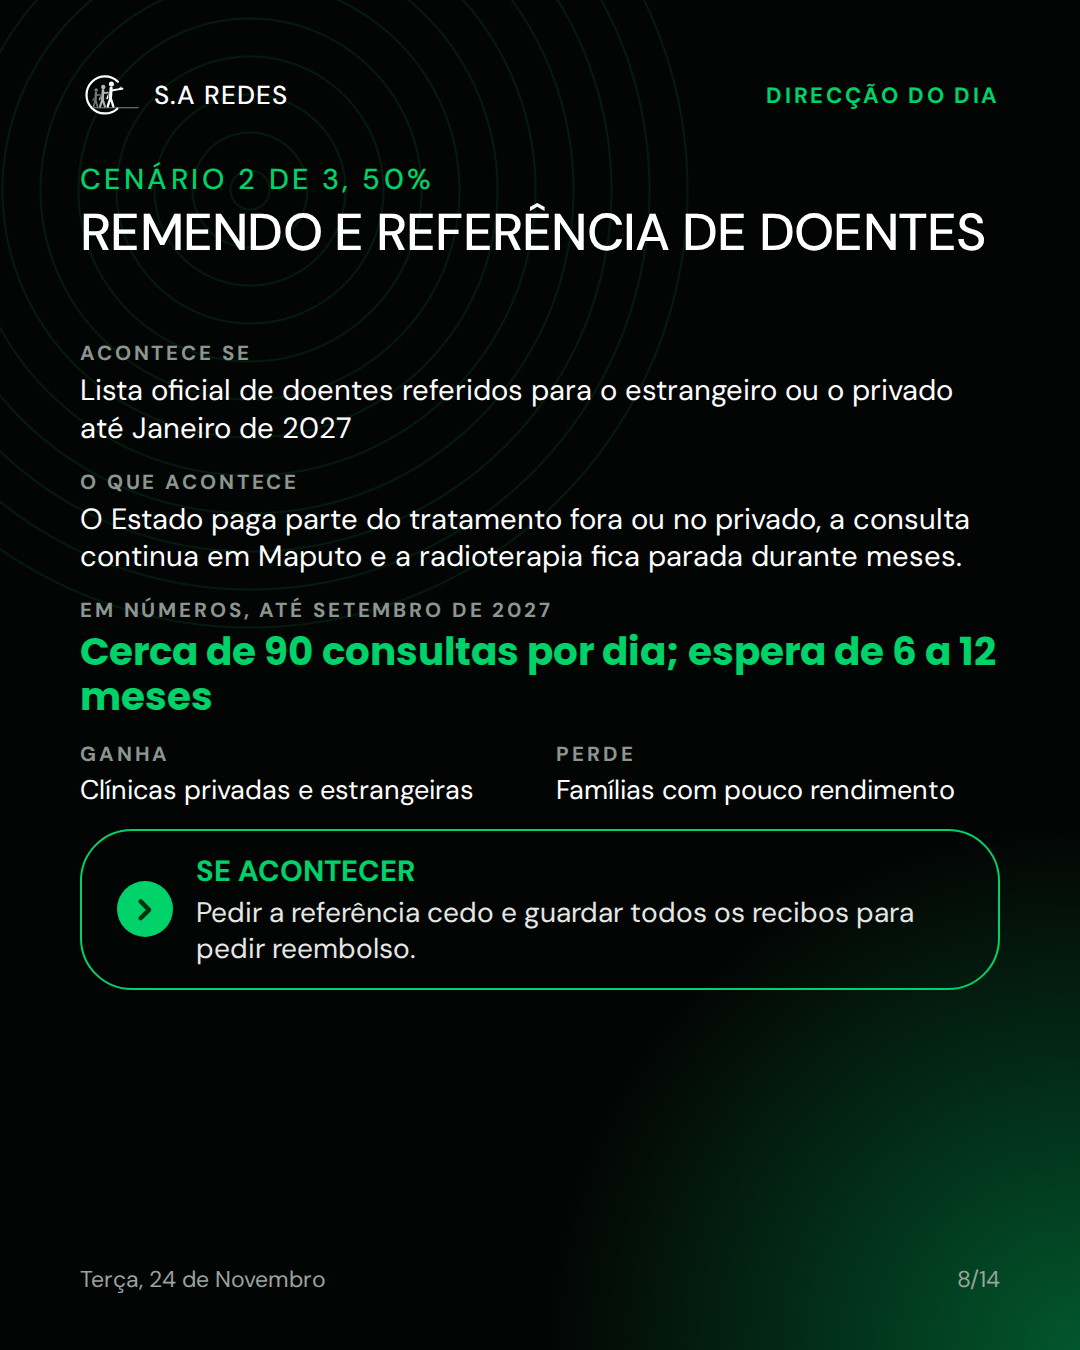 S.A REDES
DIRECÇÃO DO DIA
CENÁRIO 2 DE 3, 50%
REMENDO E REFERÊNCIA DE DOENTES
ACONTECE SE
Lista oficial de doentes referidos para o estrangeiro ou o privado
até Janeiro de 2027
O QUE ACONTECE
O Estado paga parte do tratamento fora ou no privado, a consulta
continua em Maputo e a radioterapia fica parada durante meses.
EM NÚMEROS, ATÉ SETEMBRO DE 2027
Cerca de 90 consultas por dia; espera de 6 a 12
meses
GANHA
Clínicas privadas e estrangeiras
PERDE
Famílias com pouco rendimento
SE ACONTECER
Pedir a referência cedo e guardar todos os recibos para
pedir reembolso.
Terça, 24 de Novembro
8/14